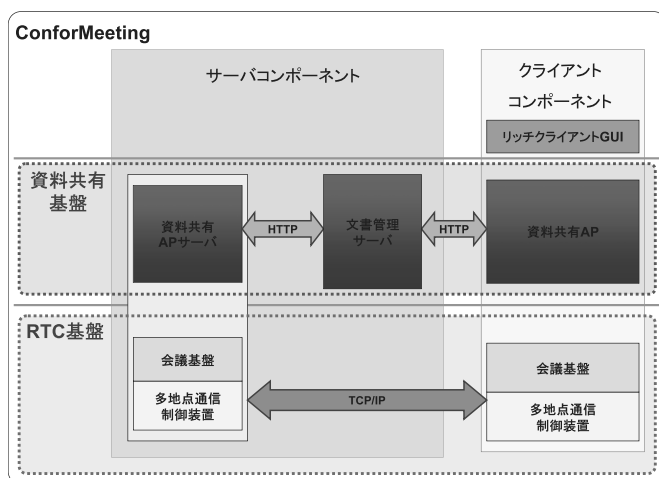 ConforMeeting
サーバコンポーネント
クライアント
コンポーネント
リッチクライアントGUI
資料共有
基盤
資料共有
APサーバ
HTTP
文書管理
サーバ
HTTP
資料共有AP
RTC基盤
会議基盤
多地点通信
制御装置
TCP/IP
会議基盤
多地点通信
制御装置